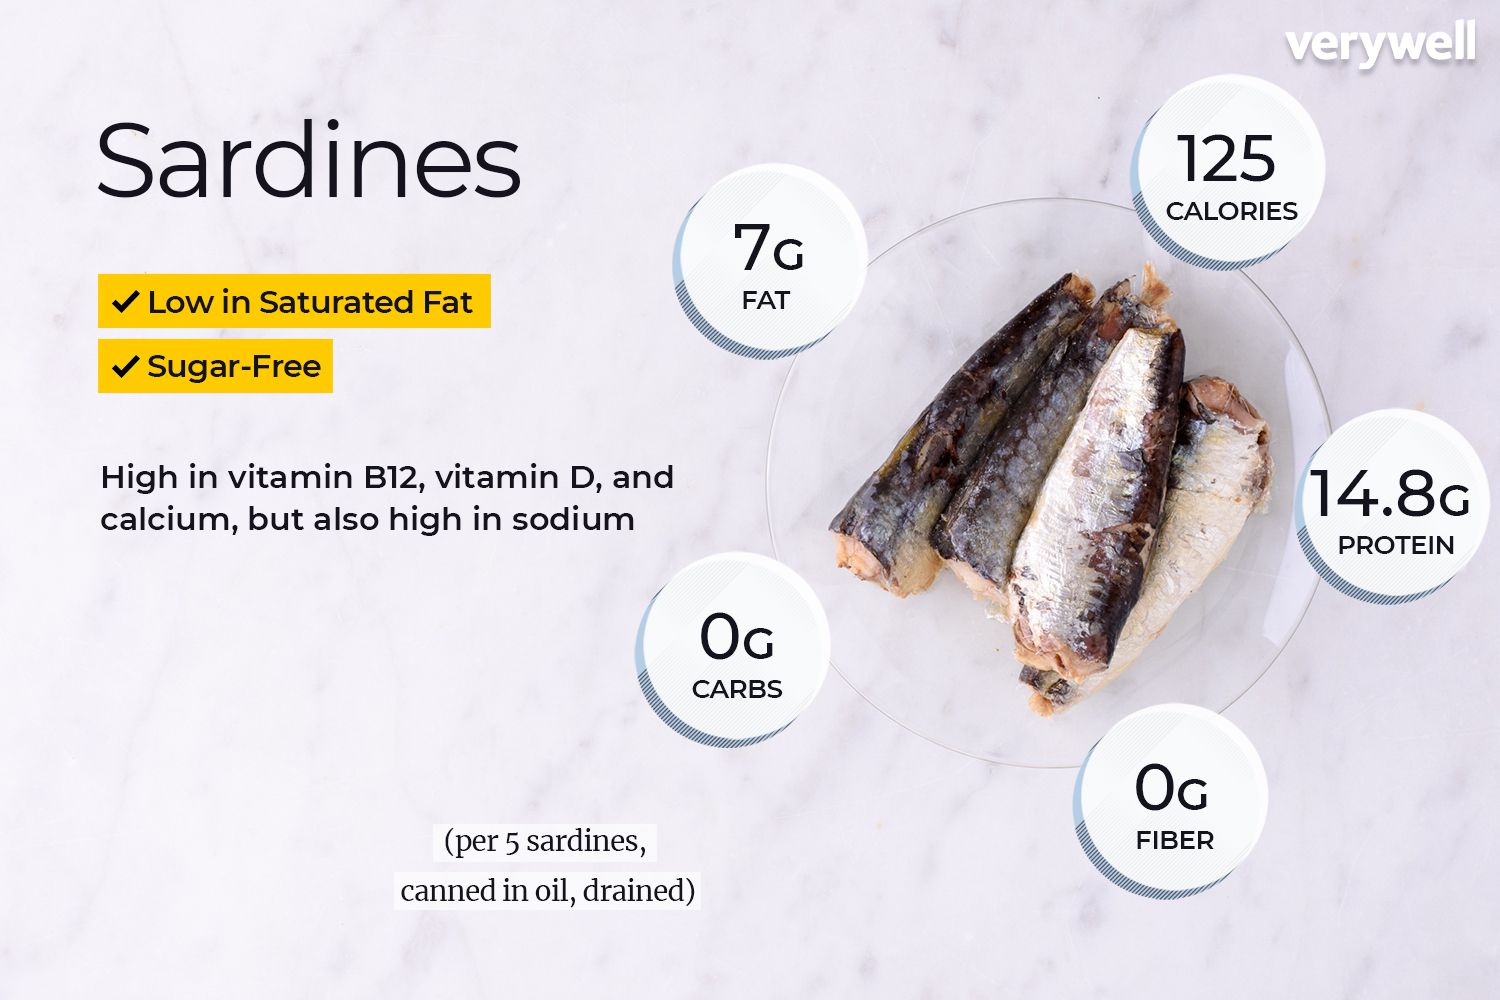 verywell
Sardines
✓ Low in Saturated Fat
✓ Sugar-Free
High in vitamin B12, vitamin D, and
calcium, but also high in sodium
125
CALORIES
7G
FAT
14.8G
PROTEIN
0G
CARBS
0G
FIBER
(per 5 sardines,
canned in oil, drained)